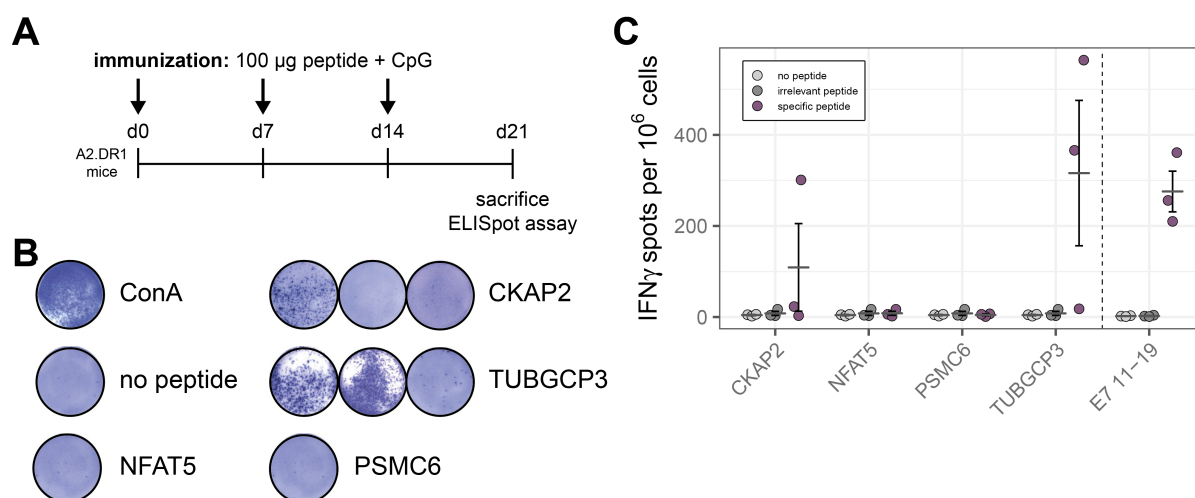 A
immunization: 100 µg peptide + CpG
d0
d7
d14
d21
A2.DR1
mice
sacrifice
ELISpot assay
B
ConA
CKAP2
no peptide
TUBGCP3
NFAT5
PSMC6
C
IFNγ spots per 10⁶ cells
no peptide
irrelevant peptide
specific peptide
400
200
0
CKAP2
NFAT5
PSMC6
TUBGCP3
E7 11−19